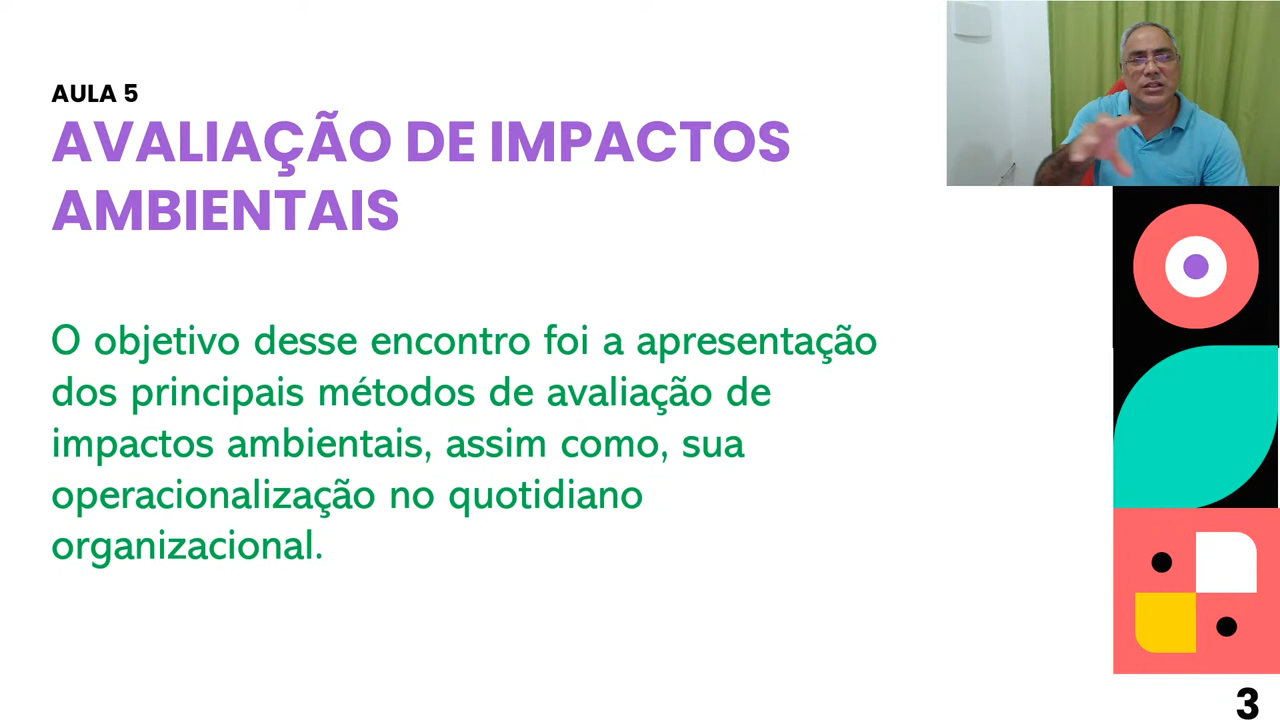 AULA 5
AVALIAÇÃO DE IMPACTOS
AMBIENTAIS
O objetivo desse encontro foi a apresentação
dos principais métodos de avaliação de
impactos ambientais, assim como, sua
operacionalização no quotidiano
organizacional.
3